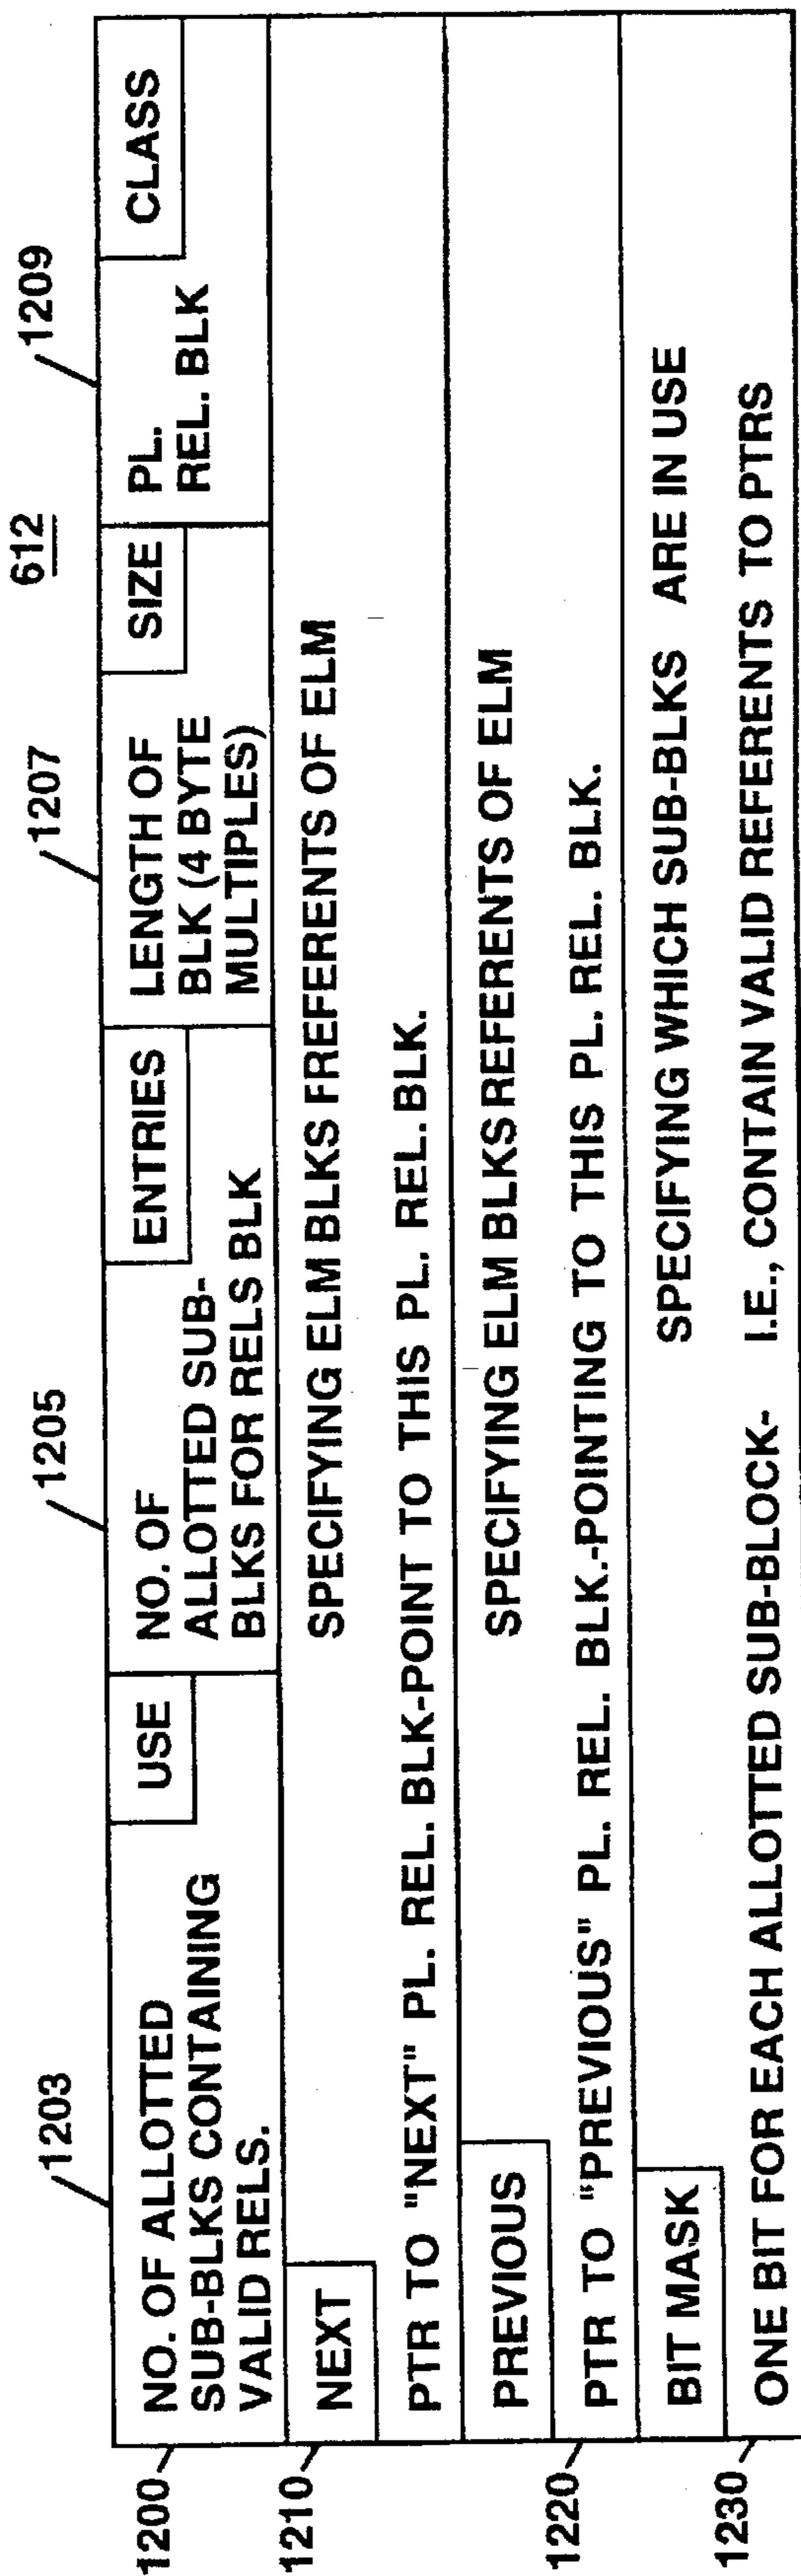 612
1203
1205
1207
1209
1200
NO. OF ALLOTTED
SUB-BLKS CONTAINING
VALID RELS.
USE
NO. OF
ALLOTTED SUB-
BLKS FOR RELS BLK
ENTRIES
LENGTH OF
BLK (4 BYTE
MULTIPLES)
SIZE
PL.
REL. BLK
CLASS
1210
NEXT
SPECIFYING ELM BLKS FREFERENTS OF ELM
PTR TO "NEXT" PL. REL. BLK-POINT TO THIS PL. REL. BLK.
PREVIOUS
SPECIFYING ELM BLKS REFERENTS OF ELM
1220
PTR TO "PREVIOUS" PL. REL. BLK.-POINTING TO THIS PL. REL. BLK.
BIT MASK
SPECIFYING WHICH SUB-BLKS ARE IN USE
1230
ONE BIT FOR EACH ALLOTTED SUB-BLOCK- I.E., CONTAIN VALID REFERENTS TO PTRS